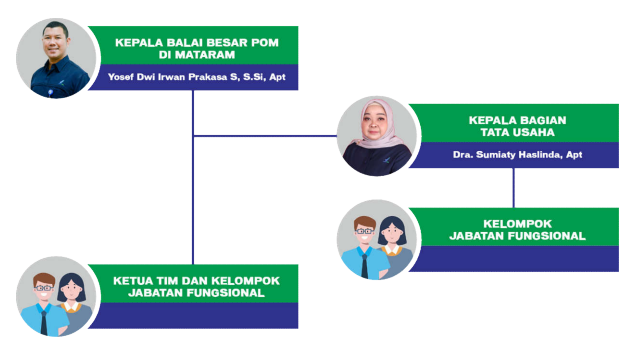 KEPALA BALAI BESAR POM
DI MATARAM
Yosef Dwi Irwan Prakasa S, S.Si, Apt
KEPALA BAGIAN
TATA USAHA
Dra. Sumiaty Haslinda, Apt
KELOMPOK
JABATAN FUNGSIONAL
KETUA TIM DAN KELOMPOK
JABATAN FUNGSIONAL